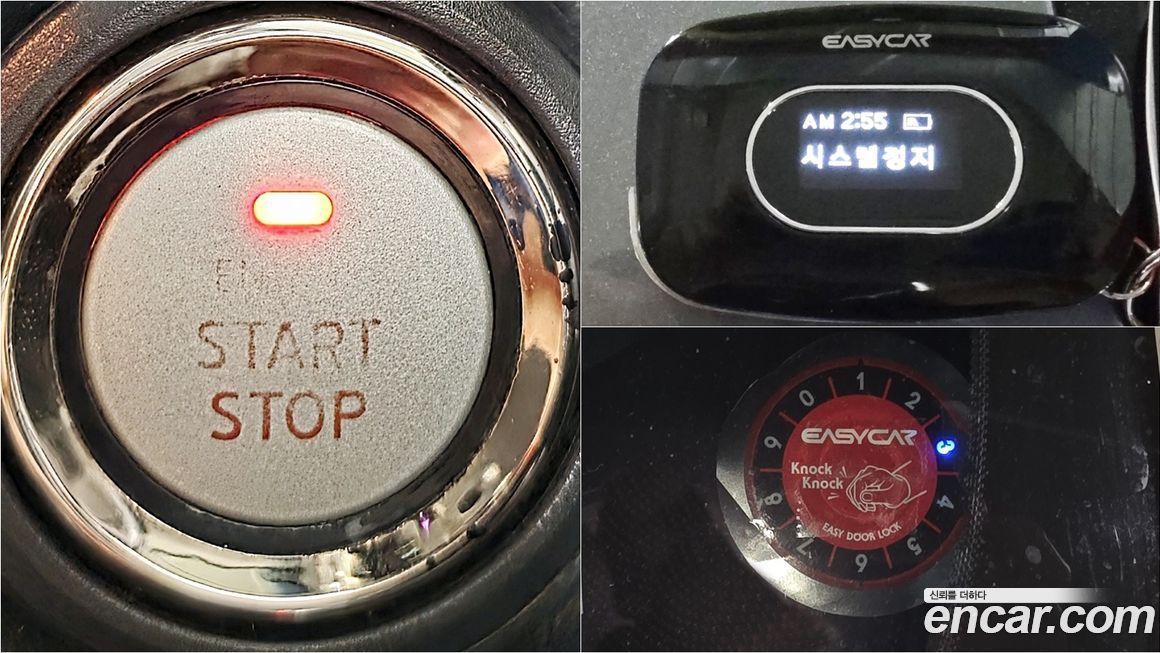 START
STOP
EASYCAR
AM 2:55
시스템정지
0 1 2 3 4 5 6 7 8 9
EASYCAR
Knock
Knock
EASY DOOR LOCK
신뢰를 더하다
encar.com